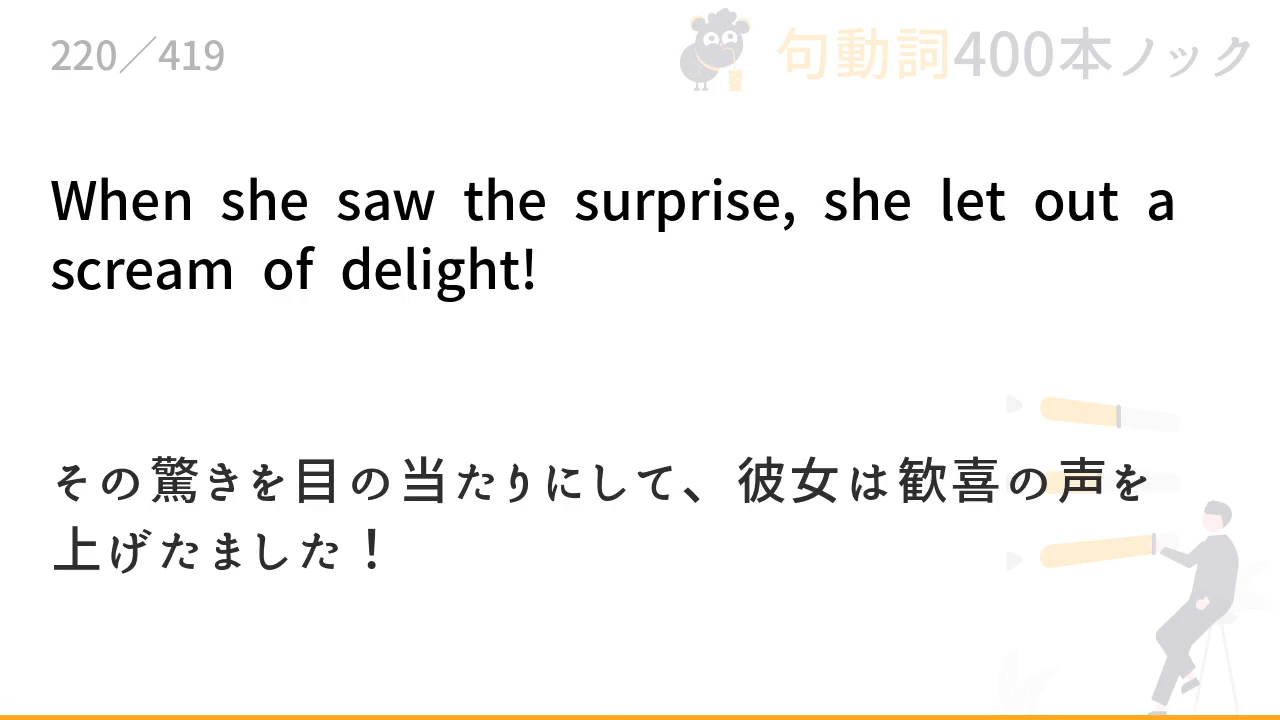 220／419
句動詞400本ノック
When she saw the surprise, she let out a
scream of delight!
その驚きを目の当たりにして、彼女は歓喜の声を
上げたました！